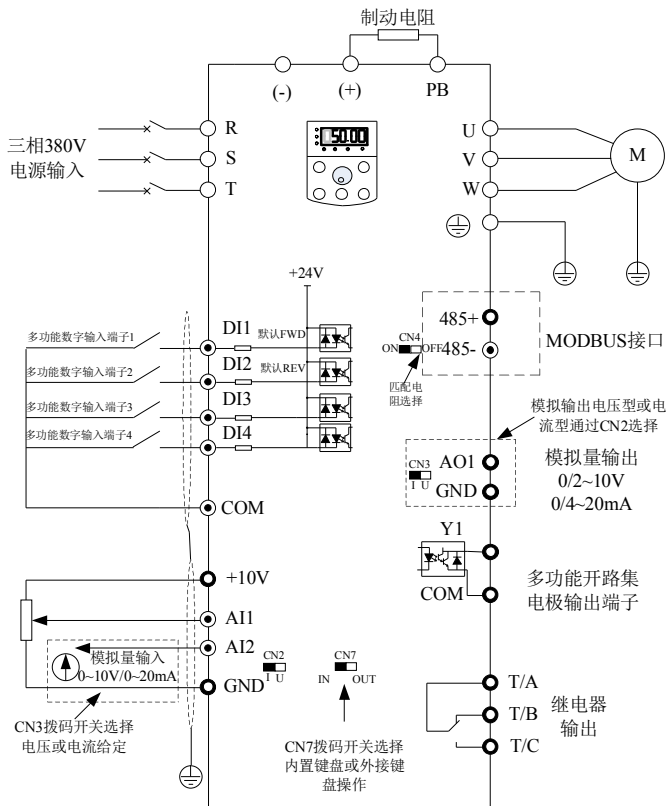 制动电阻
(-)
(+)
PB
三相380V
电源输入
R
S
T
50.00
U
V
W
M
+24V
多功能数字输入端子1
DI1
默认FWD
多功能数字输入端子2
DI2
默认REV
多功能数字输入端子3
DI3
多功能数字输入端子4
DI4
COM
485+
CN4
ON
OFF
485-
匹配电
阻选择
MODBUS接口
模拟输出电压型或电
流型通过CN2选择
CN3
I U
AO1
GND
模拟量输出
0/2~10V
0/4~20mA
Y1
COM
多功能开路集
电极输出端子
+10V
AI1
AI2
模拟量输入
0~10V/0~20mA
GND
CN2
I U
CN7
IN
OUT
CN3拨码开关选择
电压或电流给定
CN7拨码开关选择
内置键盘或外接键
盘操作
T/A
T/B
T/C
继电器
输出